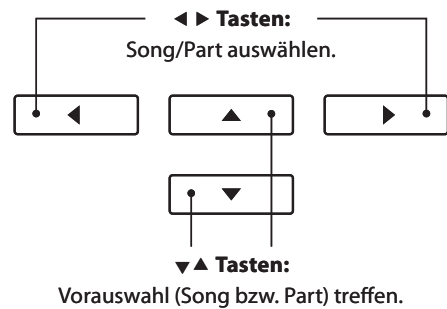 ◀ ▶ Tasten:
Song/Part auswählen.
◀ ▲ ▶
▼
▼▲ Tasten:
Vorauswahl (Song bzw. Part) treffen.